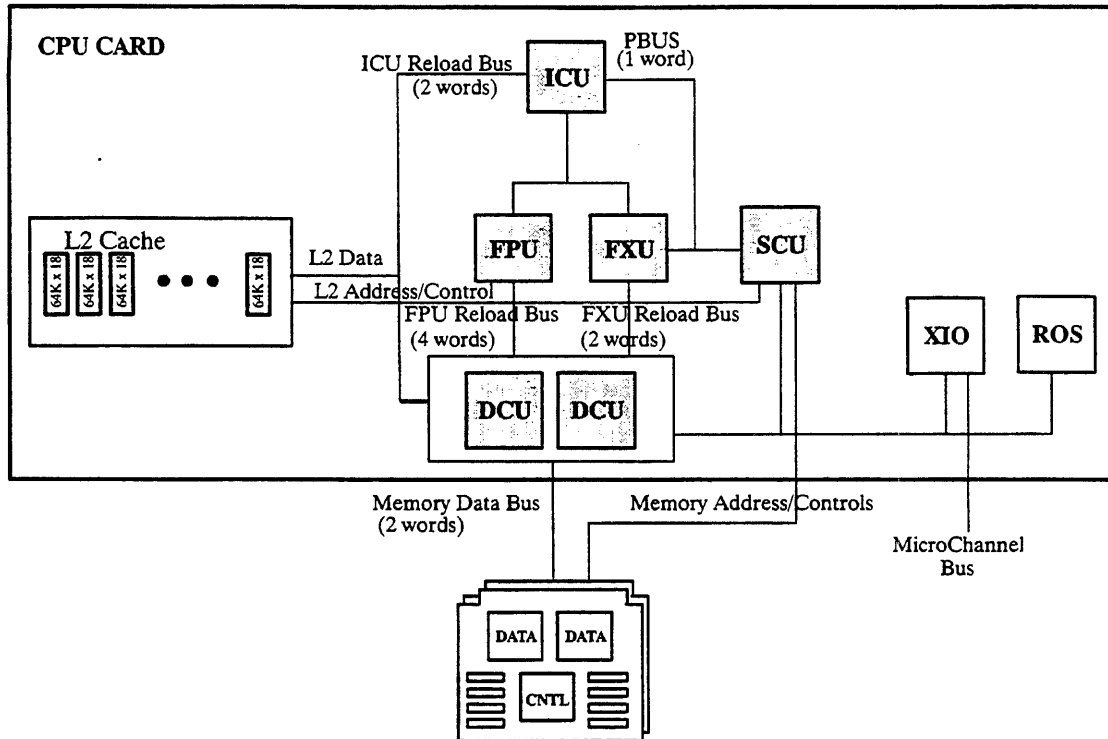 CPU CARD
PBUS
(1 word)
ICU Reload Bus
(2 words)
ICU
L2 Cache
64K x 18
64K x 18
64K x 18
64K x 18
L2 Data
L2 Address/Control
FPU
FXU
SCU
FPU Reload Bus
(4 words)
FXU Reload Bus
(2 words)
XIO
ROS
DCU
DCU
Memory Data Bus
(2 words)
Memory Address/Controls
MicroChannel
Bus
DATA
DATA
CNTL